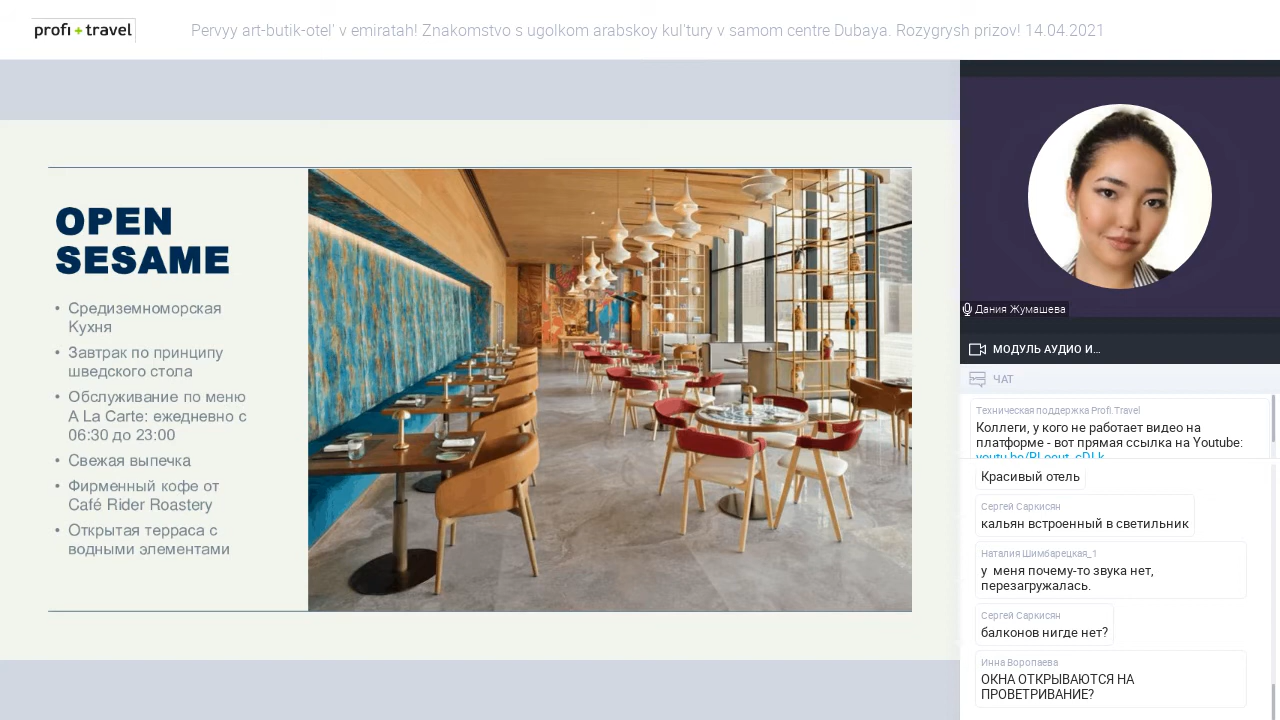 profi + travel
Pervyy art-butik-otel' v emiratah! Znakomstvo s ugolkom arabskoy kul'tury v samom centre Dubaya. Rozygrysh prizov! 14.04.2021
OPEN
SESAME
• Средиземноморская
Кухня
• Завтрак по принципу
шведского стола
• Обслуживание по меню
A La Carte: ежедневно с
06:30 до 23:00
• Свежая выпечка
• Фирменный кофе от
Café Rider Roastery
• Открытая терраса с
водными элементами
Дания Жумашева
МОДУЛЬ АУДИО И...
ЧАТ
Техническая поддержка Profi.Travel
Коллеги, у кого не работает видео на
платформе - вот прямая ссылка на Youtube:
Красивый отель
Сергей Саркисян
кальян встроенный в светильник
Наталия Шимбарецкая_1
у меня почему-то звука нет,
перезагружалась.
Сергей Саркисян
балконов нигде нет?
Инна Воропаева
ОКНА ОТКРЫВАЮТСЯ НА
ПРОВЕТРИВАНИЕ?